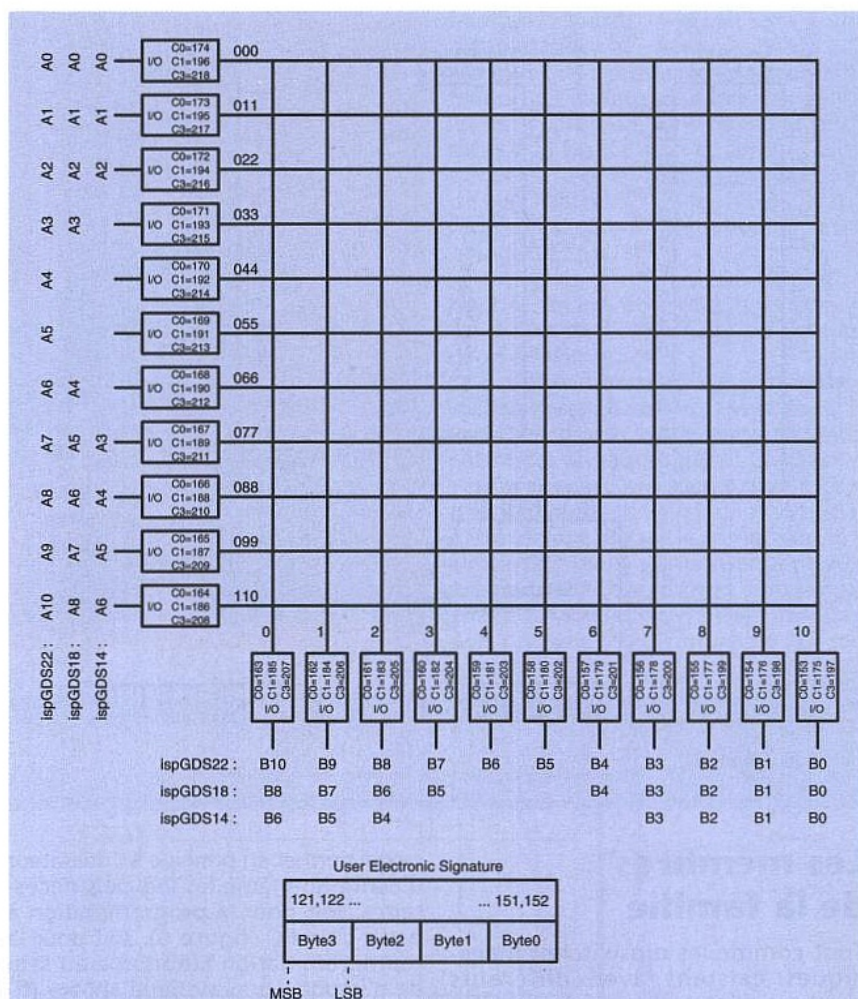 A0 A0 A0 I/O C0=174 C1=196 C3=218 000
A1 A1 A1 I/O C0=173 C1=195 C3=217 011
A2 A2 A2 I/O C0=172 C1=194 C3=216 022
A3 A3 I/O C0=171 C1=193 C3=215 033
A4 I/O C0=170 C1=192 C3=214 044
A5 I/O C0=169 C1=191 C3=213 055
A6 A4 I/O C0=168 C1=190 C3=212 066
A7 A5 A3 I/O C0=167 C1=189 C3=211 077
A8 A6 A4 I/O C0=166 C1=188 C3=210 088
A9 A7 A5 I/O C0=165 C1=187 C3=209 099
A10 A8 A6 I/O C0=164 C1=186 C3=208 110
ispGDS22 :
ispGDS18 :
ispGDS14 :
0 1 2 3 4 5 6 7 8 9 10
C0=163 C1=185 C3=207 I/O
C0=162 C1=184 C3=206 I/O
C0=161 C1=183 C3=205 I/O
C0=160 C1=182 C3=204 I/O
C0=159 C1=181 C3=203 I/O
C0=158 C1=180 C3=202 I/O
C0=157 C1=179 C3=201 I/O
C0=156 C1=178 C3=200 I/O
C0=155 C1=177 C3=199 I/O
C0=154 C1=176 C3=198 I/O
C0=153 C1=175 C3=197 I/O
ispGDS22 : B10 B9 B8 B7 B6 B5 B4 B3 B2 B1 B0
ispGDS18 : B8 B7 B6 B5 B4 B3 B2 B1 B0
ispGDS14 : B6 B5 B4 B3 B2 B1 B0
User Electronic Signature
121,122 ... ... 151,152
Byte3 Byte2 Byte1 Byte0
MSB LSB